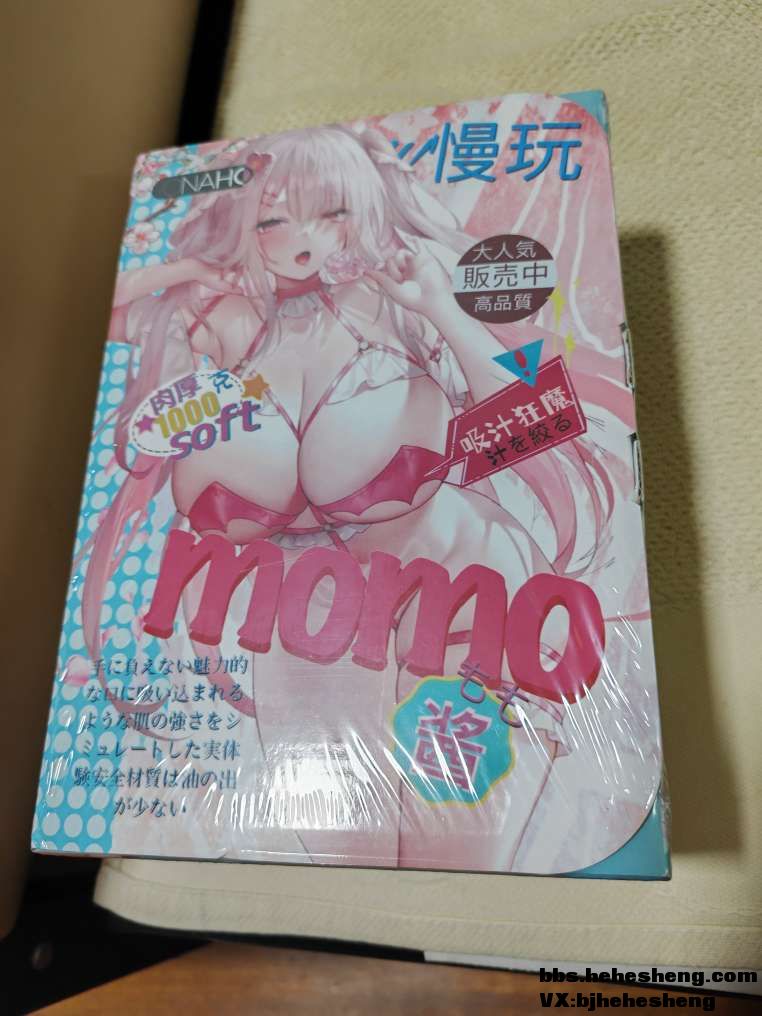 NAHO
慢玩
大人気
販売中
高品質
肉厚 克
1000
soft
!
吸汁狂魔
汁を絞る
momo
もも
醬
手に負えない魅力的
な口に吸い込まれる
ような肌の強さをシ
ミュレートした実体
験安全材質は油の出
が少ない
bbs.hehesheng.com
VX:bjhehesheng